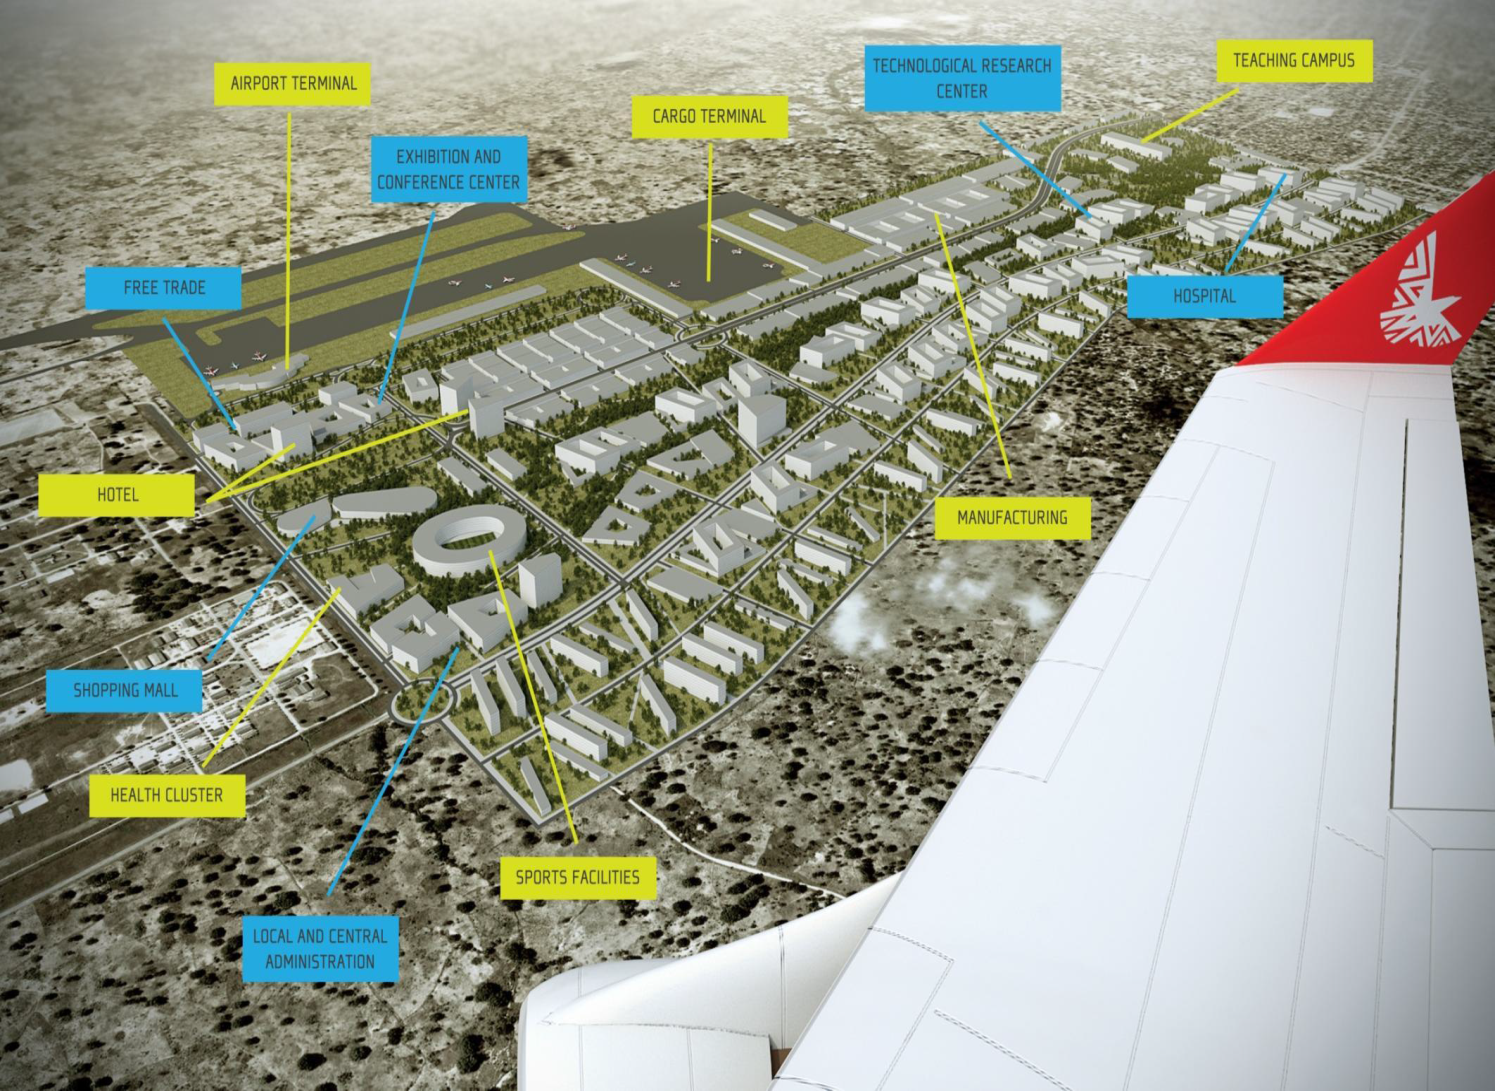 TEACHING CAMPUS
TECHNOLOGICAL RESEARCH
CENTER
AIRPORT TERMINAL
CARGO TERMINAL
EXHIBITION AND
CONFERENCE CENTER
FREE TRADE
HOSPITAL
HOTEL
MANUFACTURING
SHOPPING MALL
HEALTH CLUSTER
SPORTS FACILITIES
LOCAL AND CENTRAL
ADMINISTRATION